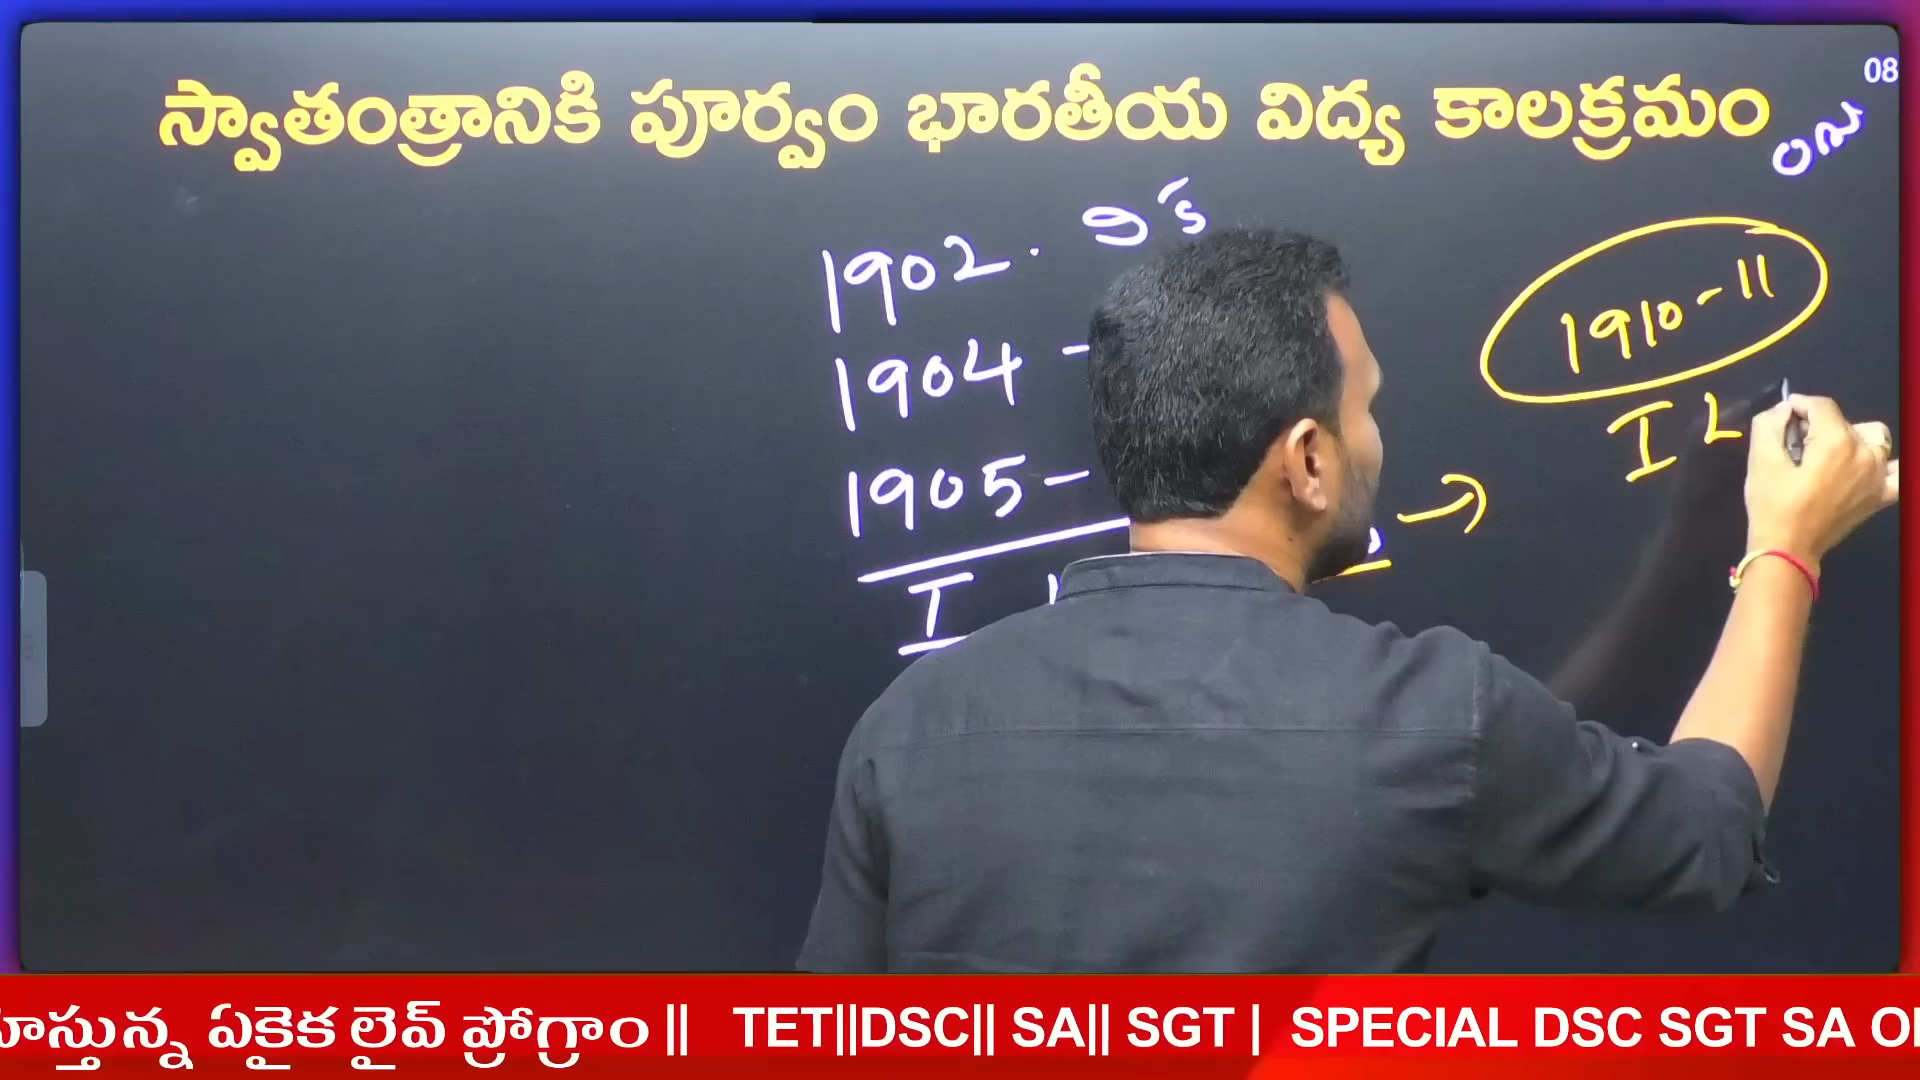 08
స్వాతంత్రానికి పూర్వం భారతీయ విద్య కాలక్రమం
1902 .
1904 -
1905 -
I
1910-11
I L
స్తున్న ఏకైక లైవ్ ప్రోగ్రాం || TET||DSC|| SA|| SGT | SPECIAL DSC SGT SA